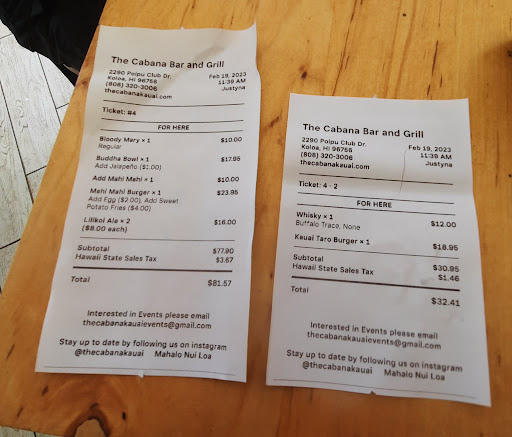 The Cabana Bar and Grill
2290 Poipu Club Dr.
Koloa, HI 96756
(808) 320-3006
thecabanakauai.com
Feb 19, 2023
11:39 AM
Justyna
Ticket: #4
FOR HERE
Bloody Mary × 1 $10.00
Regular
Buddha Bowl × 1 $17.95
Add Jalapeño ($1.00)
Add Mahi Mahi × 1 $10.00
Mahi Mahi Burger × 1 $23.95
Add Egg ($2.00), Add Sweet
Potato Fries ($4.00)
Lilikoi Ale × 2 $16.00
($8.00 each)
Subtotal $77.90
Hawaii State Sales Tax $3.67
Total $81.57
Interested in Events please email
thecabanakauaievents@gmail.com
Stay up to date by following us on instagram
@thecabanakauai Mahalo Nui Loa
The Cabana Bar and Grill
2290 Poipu Club Dr.
Koloa, HI 96756
(808) 320-3006
thecabanakauai.com
Feb 19, 2023
11:39 AM
Justyna
Ticket: 4 - 2
FOR HERE
Whisky × 1 $12.00
Buffalo Trace, None
Kauai Taro Burger × 1 $18.95
Subtotal $30.95
Hawaii State Sales Tax $1.46
Total $32.41
Interested in Events please email
thecabanakauaievents@gmail.com
Stay up to date by following us on instagram
@thecabanakauai Mahalo Nui Loa